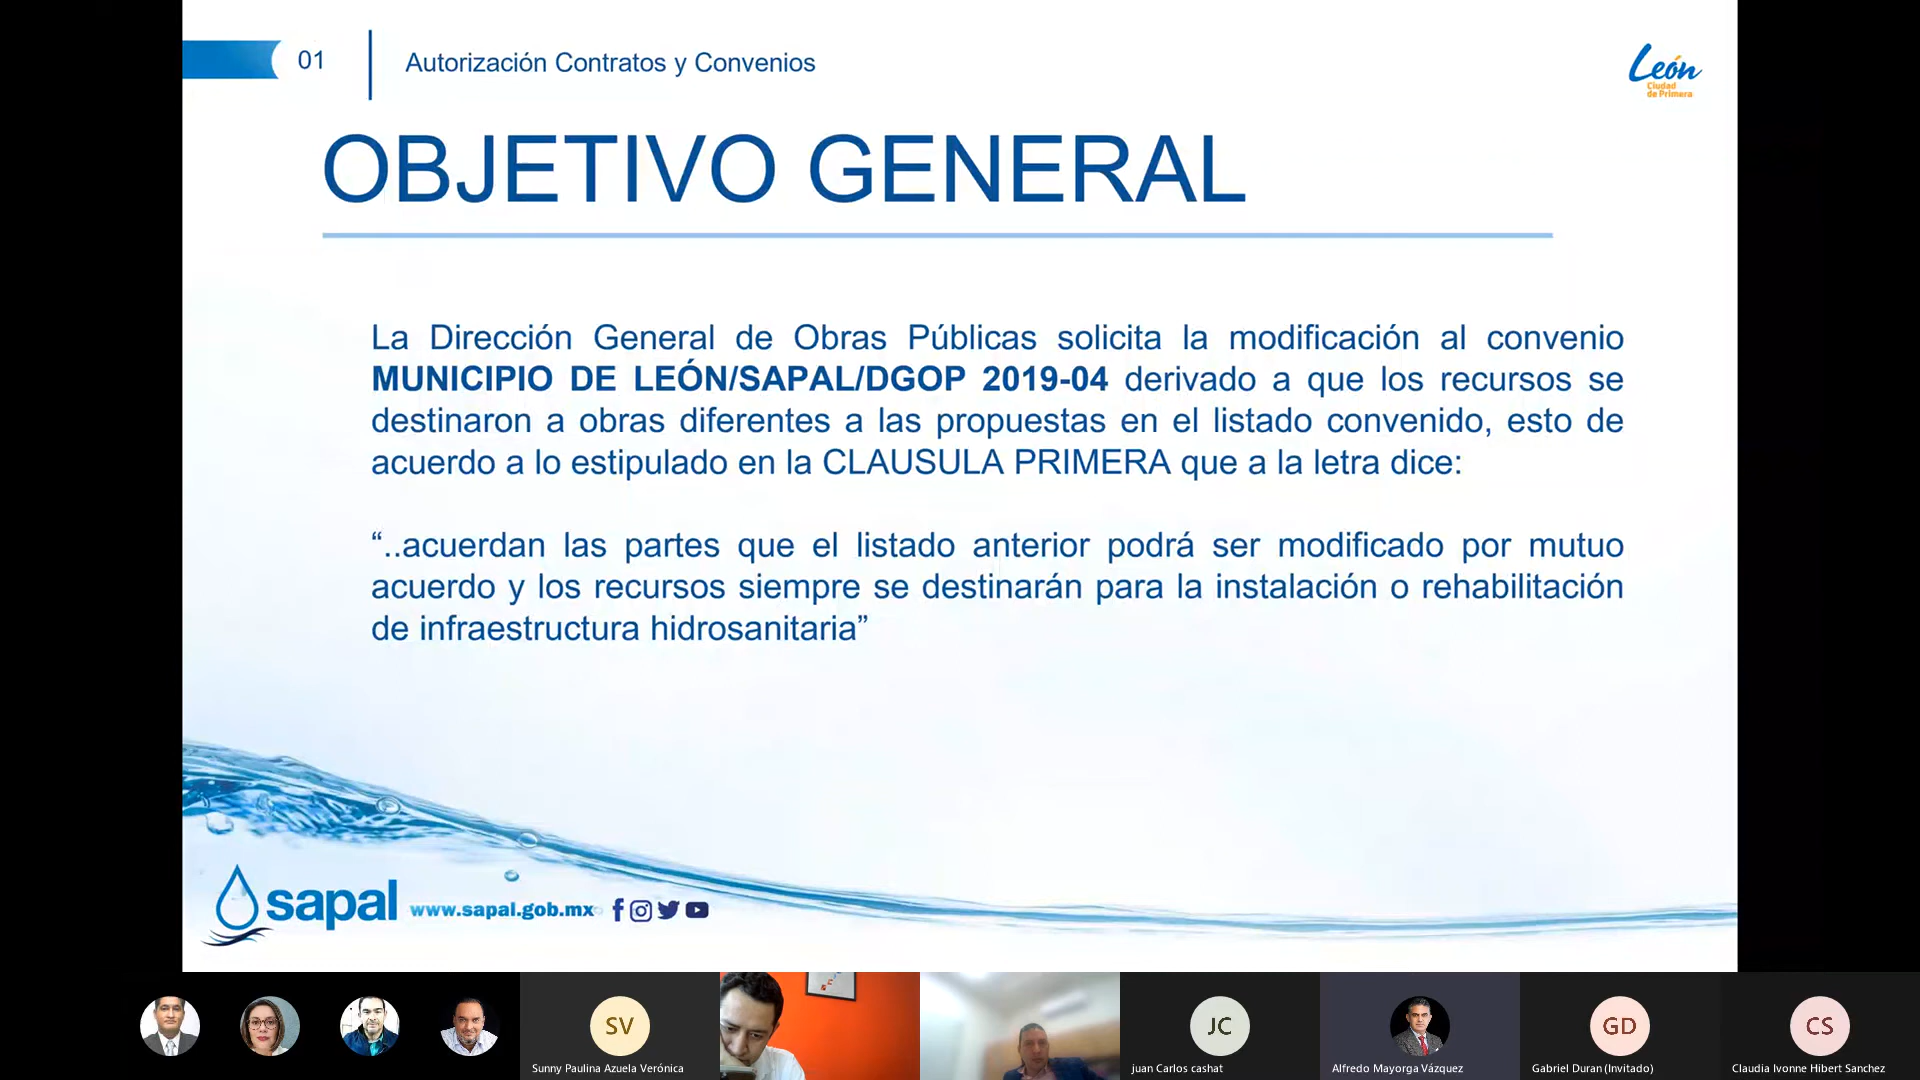 01
Autorización Contratos y Convenios
León
Ciudad
de Primera
OBJETIVO GENERAL
La Dirección General de Obras Públicas solicita la modificación al convenio
MUNICIPIO DE LEÓN/SAPAL/DGOP 2019-04 derivado a que los recursos se
destinaron a obras diferentes a las propuestas en el listado convenido, esto de
acuerdo a lo estipulado en la CLAUSULA PRIMERA que a la letra dice:
“..acuerdan las partes que el listado anterior podrá ser modificado por mutuo
acuerdo y los recursos siempre se destinarán para la instalación o rehabilitación
de infraestructura hidrosanitaria”
sapal www.sapal.gob.mx
SV
JC
GD
CS
Sunny Paulina Azuela Verónica
juan Carlos cashat
Alfredo Mayorga Vázquez
Gabriel Duran (Invitado)
Claudia Ivonne Hibert Sanchez